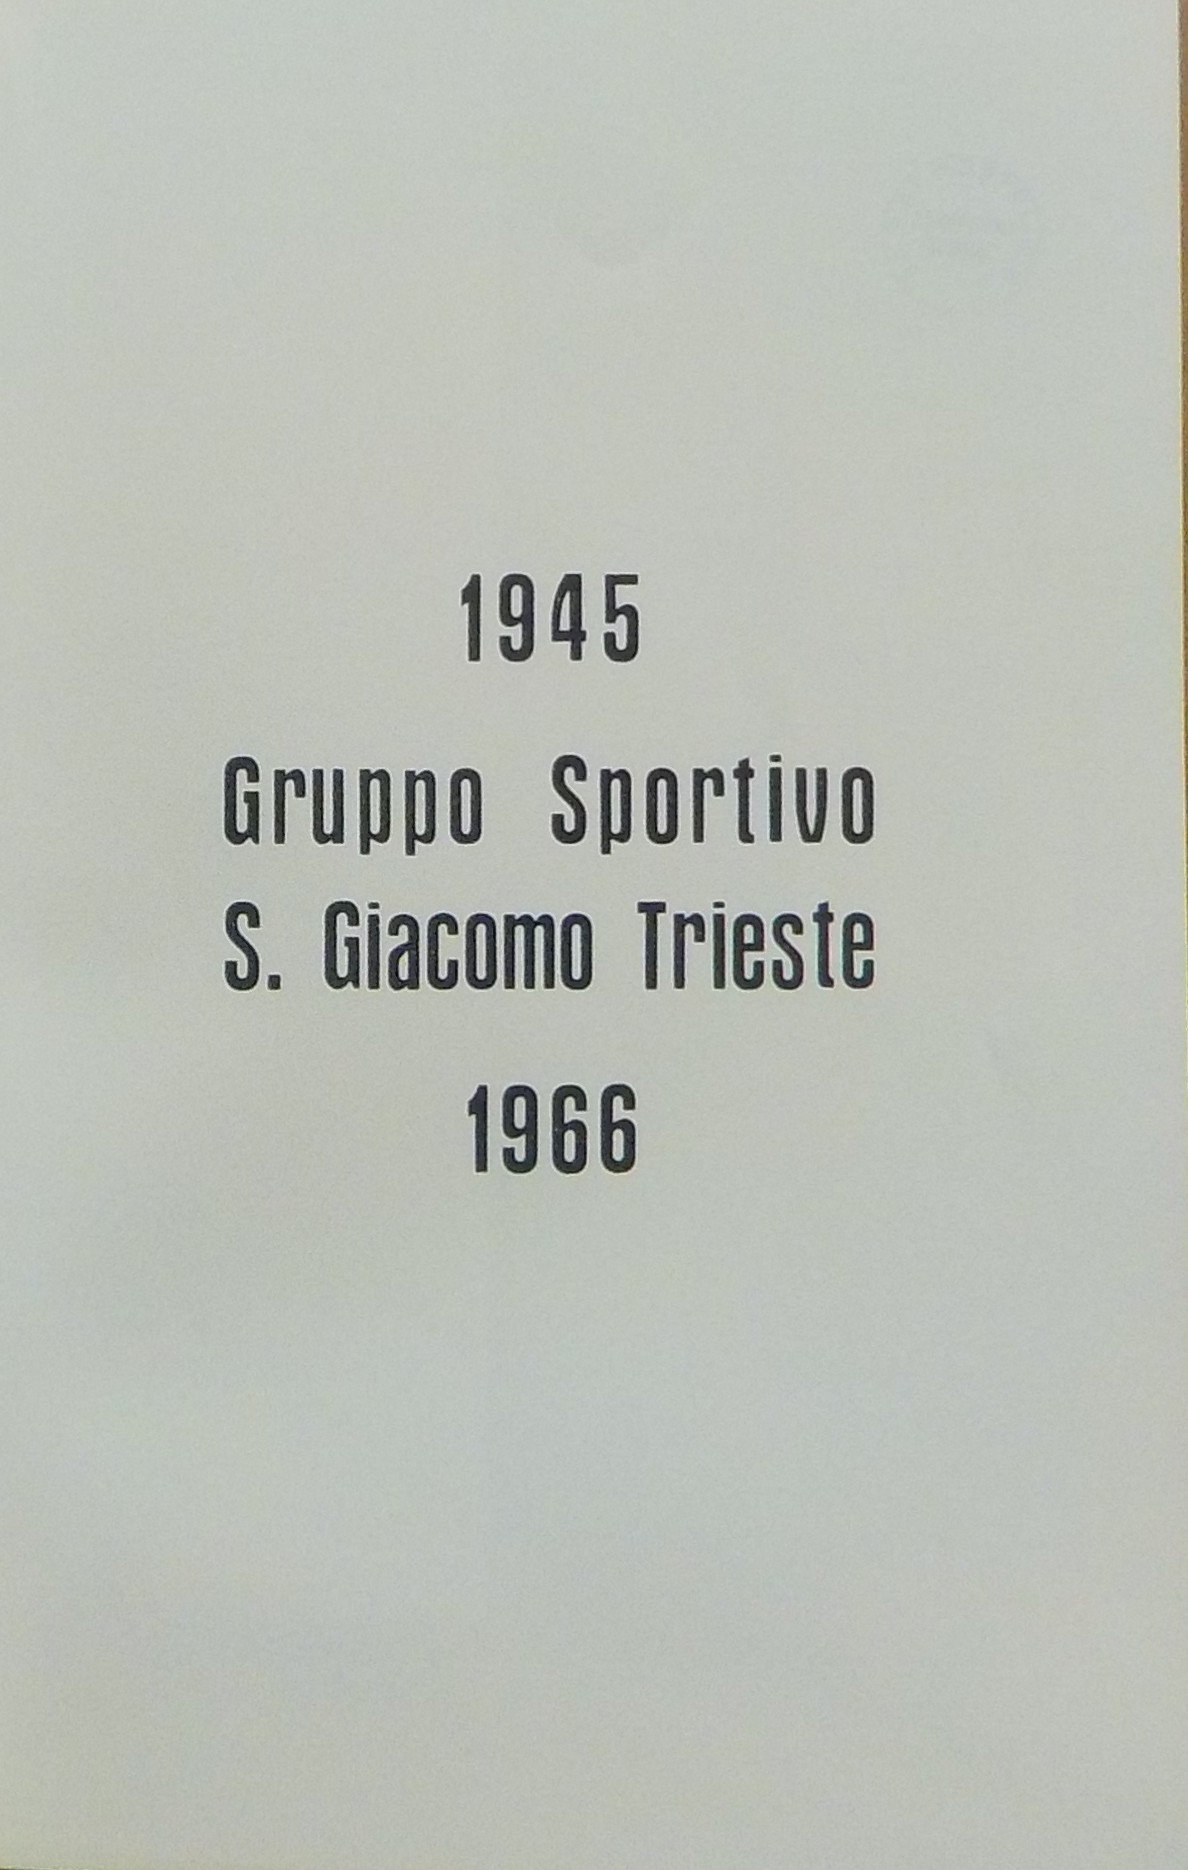 1945
Gruppo Sportivo
S. Giacomo Trieste
1966